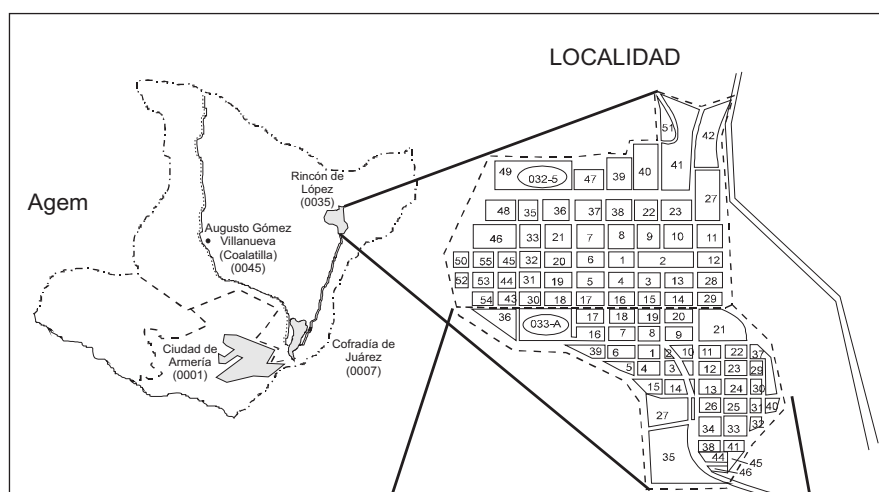 LOCALIDAD
Agem
Rincón de
López
(0035)
Augusto Gómez
Villanueva
(Coalatilla)
(0045)
Ciudad de
Armería
(0001)
Cofradía de
Juárez
(0007)
51
42
41
49
032-5
47
39
40
27
48 35 36 37 38 22 23
46 33 21 7 8 9 10 11
50 55 45 32 20 6 1 2 12
52 53 44 31 19 5 4 3 13 28
54 43 30 18 17 16 15 14 29
36 033-A 17 18 19 20 21
16 7 8 9
39 6 1 2 10 11 22 37
5 4 3 12 23 29
15 14 13 24 30
27 26 25 31 40
34 33 32
35 38 41
44 45
46